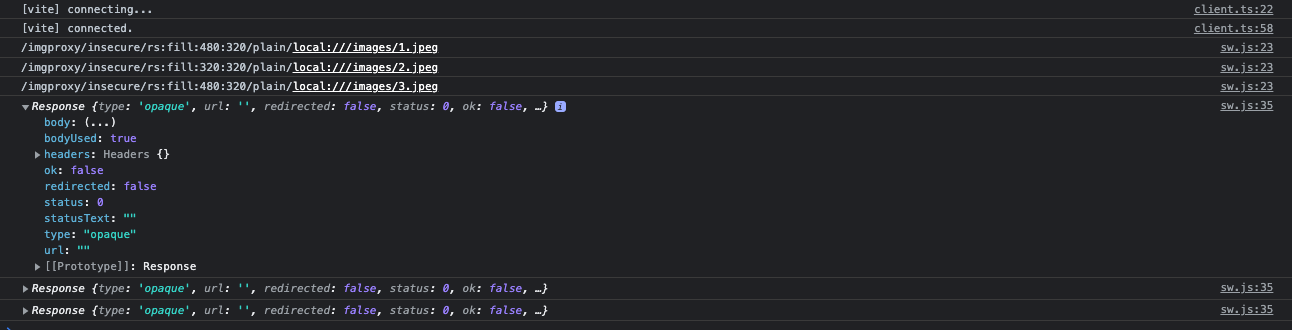 [vite] connecting... client.ts:22
[vite] connected. client.ts:58
/imgproxy/insecure/rs:fill:480:320/plain/local:///images/1.jpeg sw.js:23
/imgproxy/insecure/rs:fill:320:320/plain/local:///images/2.jpeg sw.js:23
/imgproxy/insecure/rs:fill:480:320/plain/local:///images/3.jpeg sw.js:23
Response {type: 'opaque', url: '', redirected: false, status: 0, ok: false, …} i sw.js:35
body: (...)
bodyUsed: true
headers: Headers {}
ok: false
redirected: false
status: 0
statusText: ""
type: "opaque"
url: ""
[[Prototype]]: Response
Response {type: 'opaque', url: '', redirected: false, status: 0, ok: false, …} sw.js:35
Response {type: 'opaque', url: '', redirected: false, status: 0, ok: false, …} sw.js:35